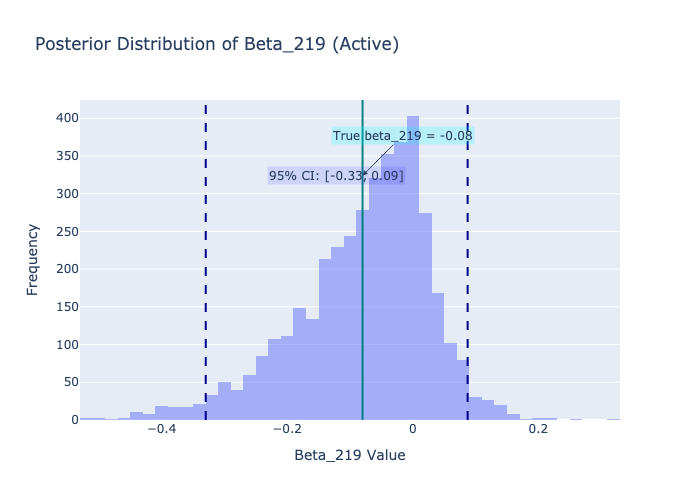 Posterior Distribution of Beta_219 (Active)
400
True beta_219 = -0.08
350
95% CI: [-0.33, 0.09]
300
250
200
150
100
50
0
Frequency
−0.4
−0.2
0
0.2
Beta_219 Value